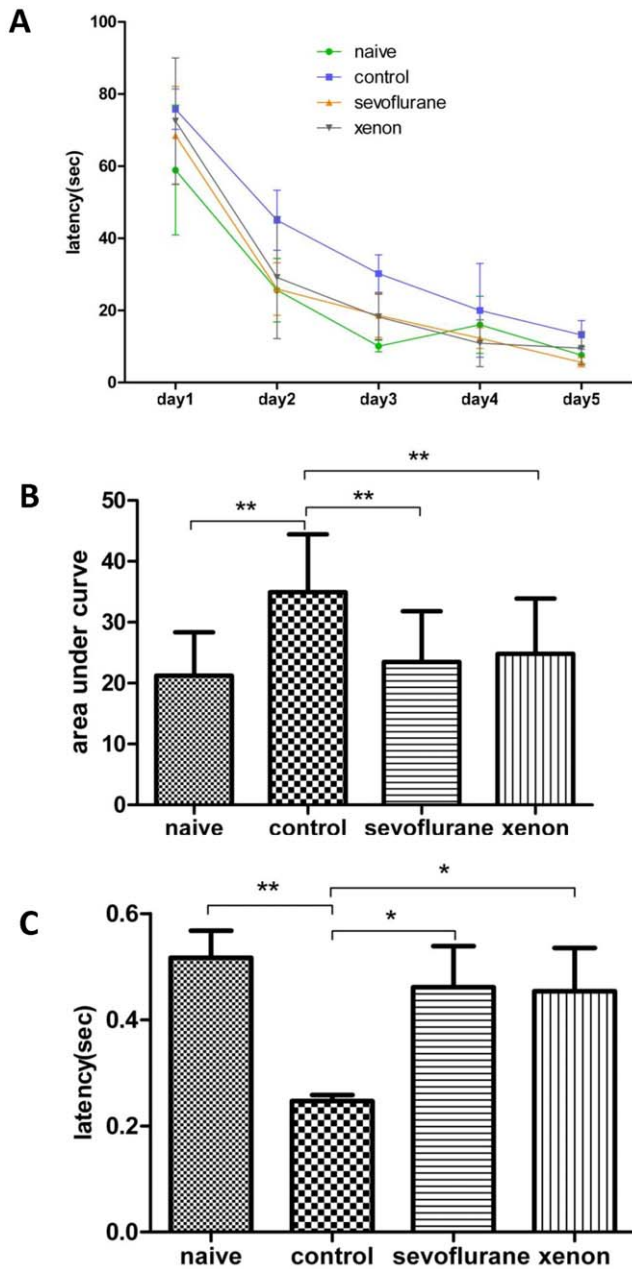 A
100
80
60
40
20
0
latency(sec)
naive
control
sevoflurane
xenon
day1 day2 day3 day4 day5
B
** ** **
50
40
30
20
10
0
area under curve
naive control sevoflurane xenon
C
** * *
0.6
0.4
0.2
0.0
latency(sec)
naive control sevoflurane xenon